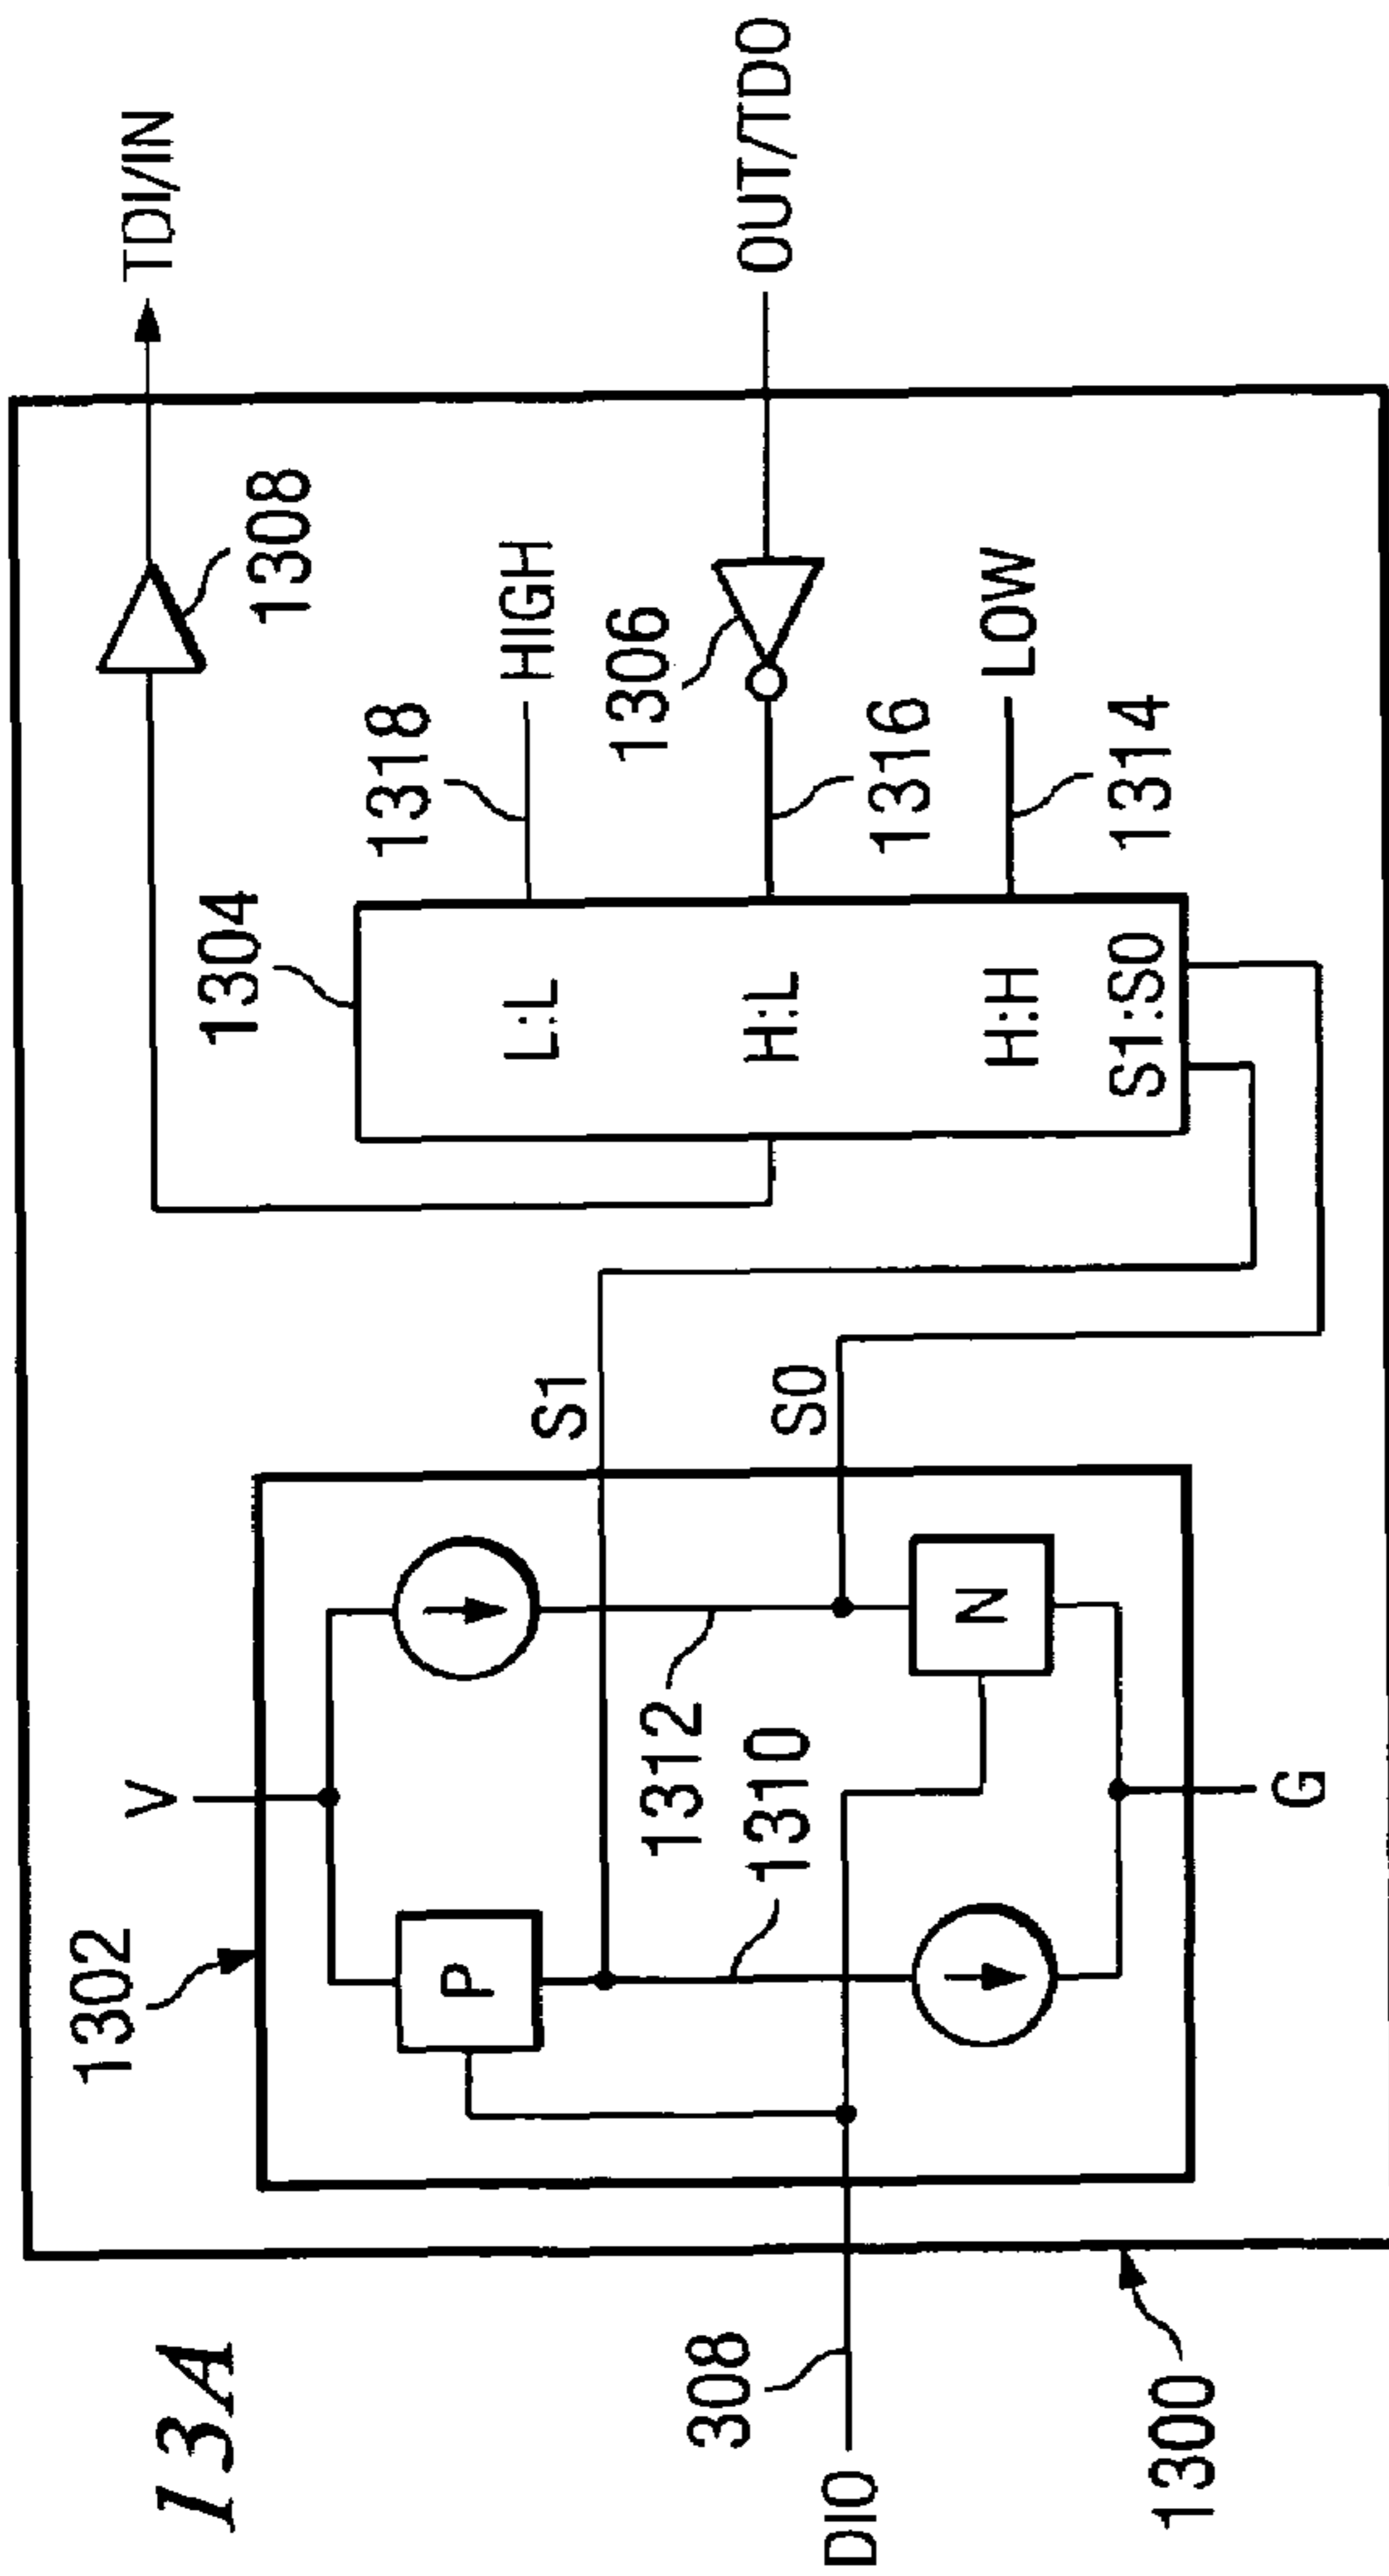 13A
1302
V
TDI/IN
1308
1304
1318
HIGH
P
S1
L:L
1312
1306
OUT/TDO
308
1310
S0
H:L
1316
DIO
N
H:H
LOW
S1:S0
1314
1300
G